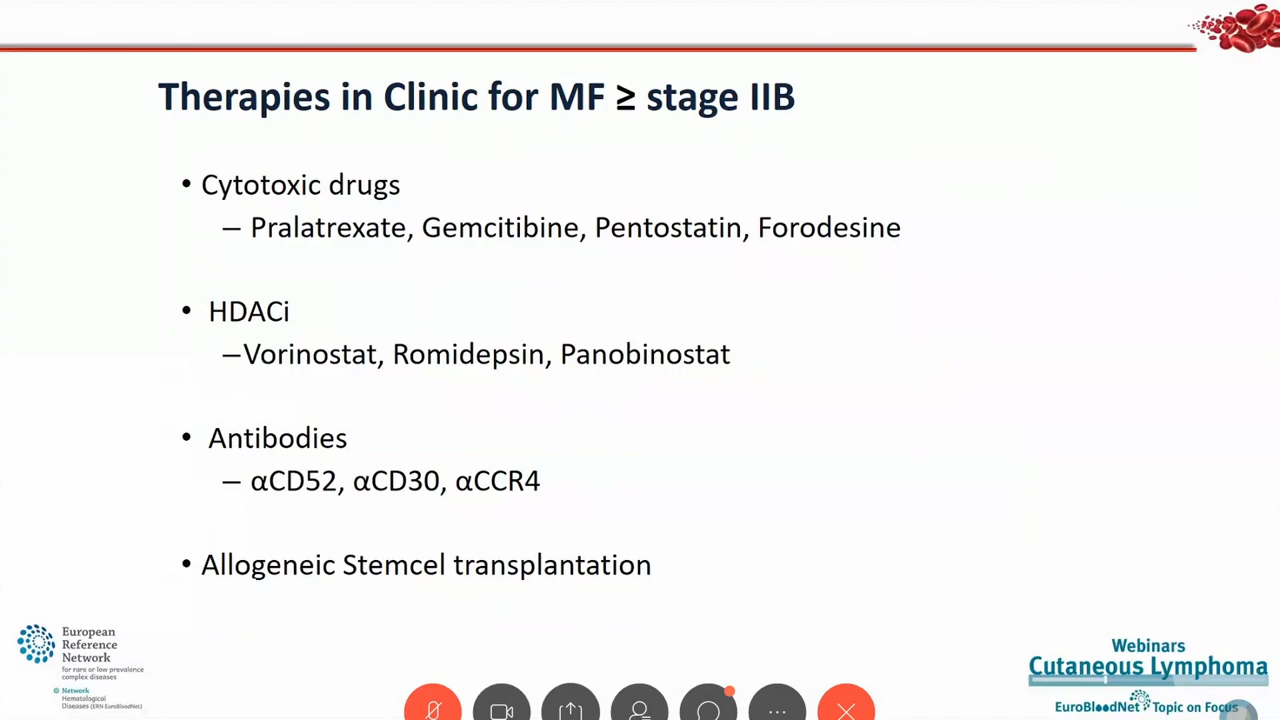 Therapies in Clinic for MF ≥ stage IIB
• Cytotoxic drugs
– Pralatrexate, Gemcitibine, Pentostatin, Forodesine
• HDACi
–Vorinostat, Romidepsin, Panobinostat
• Antibodies
– αCD52, αCD30, αCCR4
• Allogeneic Stemcel transplantation
European
Reference
Network
for rare or low prevalence
complex diseases
Network
Hematological
Diseases (ERN EuroBloodNet)
Webinars
Cutaneous Lymphoma
EuroBloodNet Topic on Focus